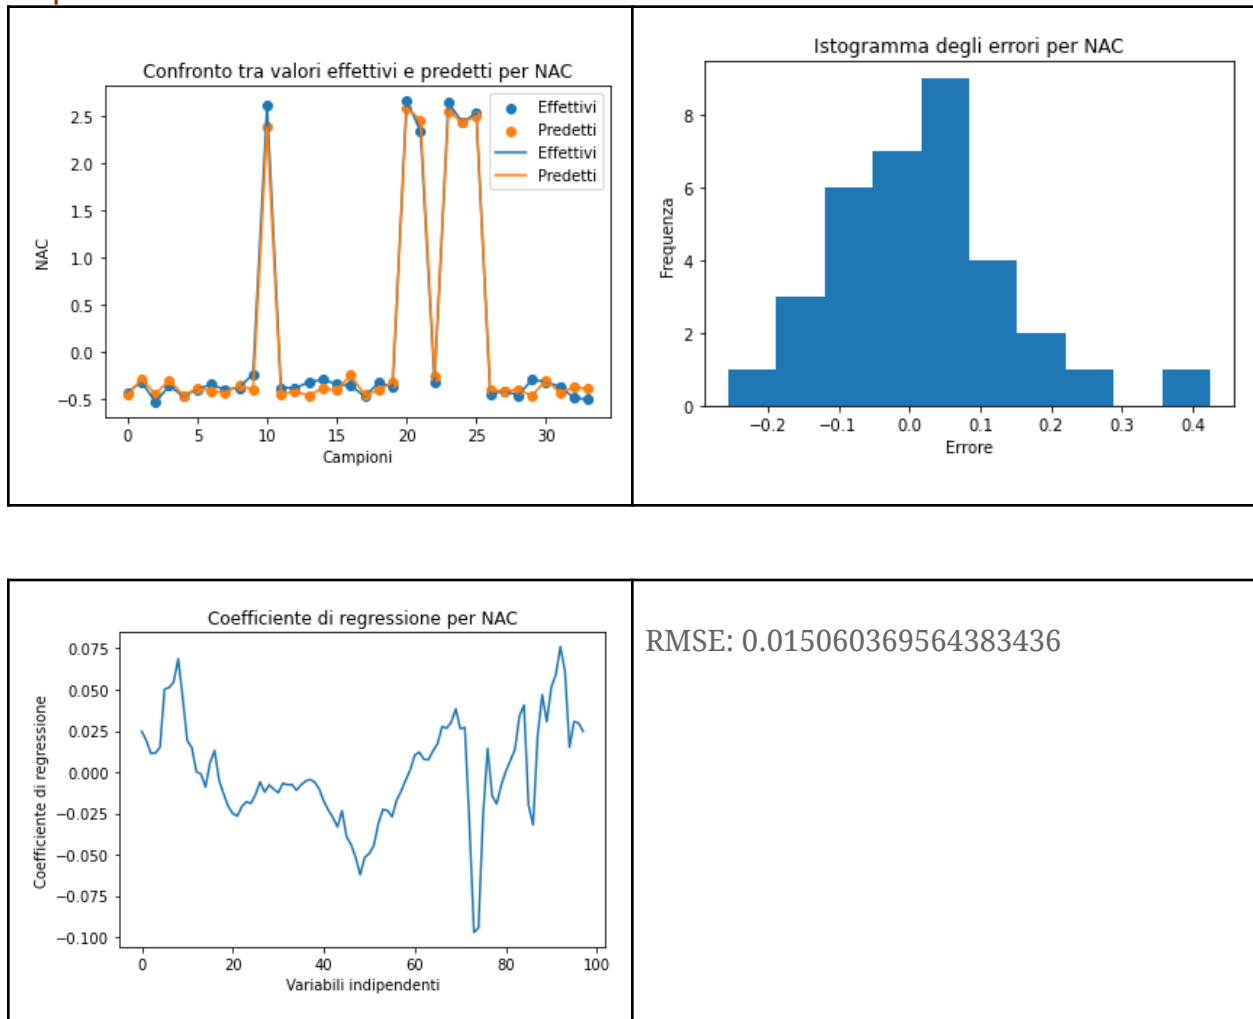 Confronto tra valori effettivi e predetti per NAC
Effettivi
Predetti
Effettivi
Predetti
2.5
2.0
1.5
1.0
0.5
0.0
−0.5
NAC
0
5
10
15
20
25
30
Campioni
Istogramma degli errori per NAC
8
6
4
2
0
Frequenza
−0.2
−0.1
0.0
0.1
0.2
0.3
0.4
Errore
Coefficiente di regressione per NAC
0.075
0.050
0.025
0.000
−0.025
−0.050
−0.075
−0.100
Coefficiente di regressione
0
20
40
60
80
100
Variabili indipendenti
RMSE: 0.015060369564383436